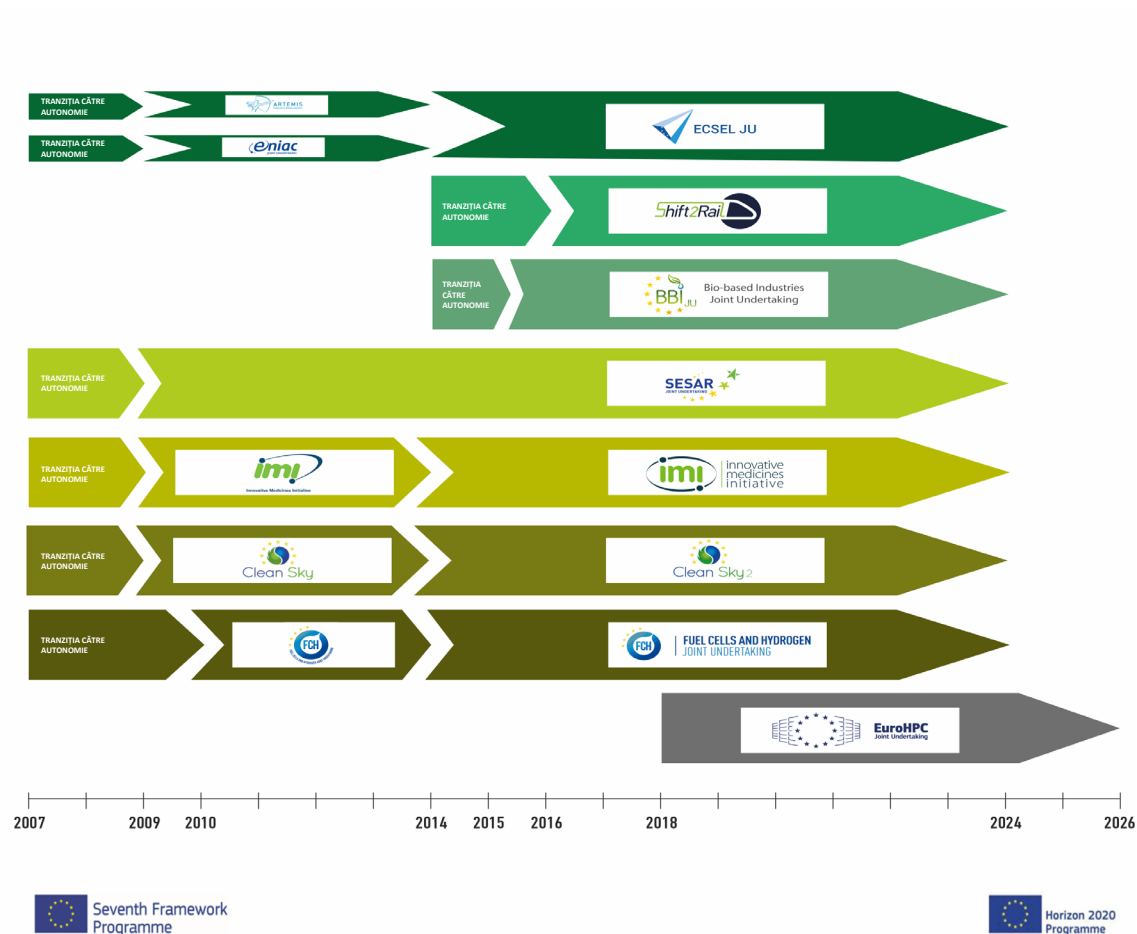 TRANZIȚIA CĂTRE
AUTONOMIE
ARTEMIS
ECSEL JU
TRANZIȚIA CĂTRE
AUTONOMIE
eniac
TRANZIȚIA CĂTRE
AUTONOMIE
Shift2Rail
TRANZIȚIA
CĂTRE
AUTONOMIE
BBI JU
Bio-based Industries
Joint Undertaking
TRANZIȚIA CĂTRE
AUTONOMIE
SESAR
JOINT UNDERTAKING
TRANZIȚIA CĂTRE
AUTONOMIE
imi
Innovative Medicines Initiative
imi
innovative
medicines
initiative
TRANZIȚIA CĂTRE
AUTONOMIE
Clean Sky
Clean Sky 2
TRANZIȚIA CĂTRE
AUTONOMIE
FCH
FCH
FUEL CELLS AND HYDROGEN
JOINT UNDERTAKING
EuroHPC
Joint Undertaking
2007 2009 2010 2014 2015 2016 2018 2024 2026
Seventh Framework
Programme
Horizon 2020
Programme